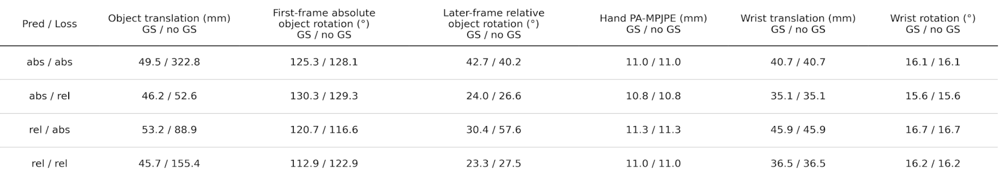 Pred / Loss
Object translation (mm)
GS / no GS
First-frame absolute
object rotation (°)
GS / no GS
Later-frame relative
object rotation (°)
GS / no GS
Hand PA-MPJPE (mm)
GS / no GS
Wrist translation (mm)
GS / no GS
Wrist rotation (°)
GS / no GS
abs / abs 49.5 / 322.8 125.3 / 128.1 42.7 / 40.2 11.0 / 11.0 40.7 / 40.7 16.1 / 16.1
abs / rel 46.2 / 52.6 130.3 / 129.3 24.0 / 26.6 10.8 / 10.8 35.1 / 35.1 15.6 / 15.6
rel / abs 53.2 / 88.9 120.7 / 116.6 30.4 / 57.6 11.3 / 11.3 45.9 / 45.9 16.7 / 16.7
rel / rel 45.7 / 155.4 112.9 / 122.9 23.3 / 27.5 11.0 / 11.0 36.5 / 36.5 16.2 / 16.2